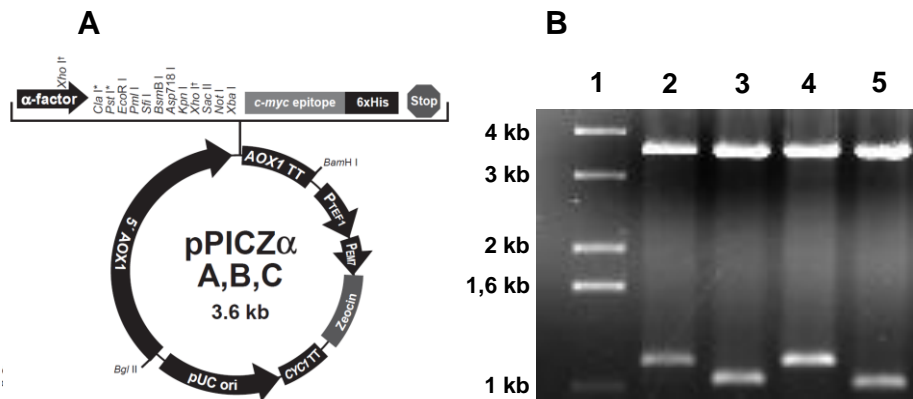 A
B
Xho I†
α-factor
Cla I*
Pst I*
EcoR I
Pml I
Sfi I
BsmB I
Asp718 I
Kpn I
Xho I†
Sac II
Not I
Xba I
c-myc epitope
6xHis
Stop
AOX1 TT
BamH I
PTEF1
PEM7
Zeocin
CYC1 TT
pUC ori
Bgl II
5´ AOX1
pPICZα
A,B,C
3.6 kb
1 2 3 4 5
4 kb
3 kb
2 kb
1,6 kb
1 kb